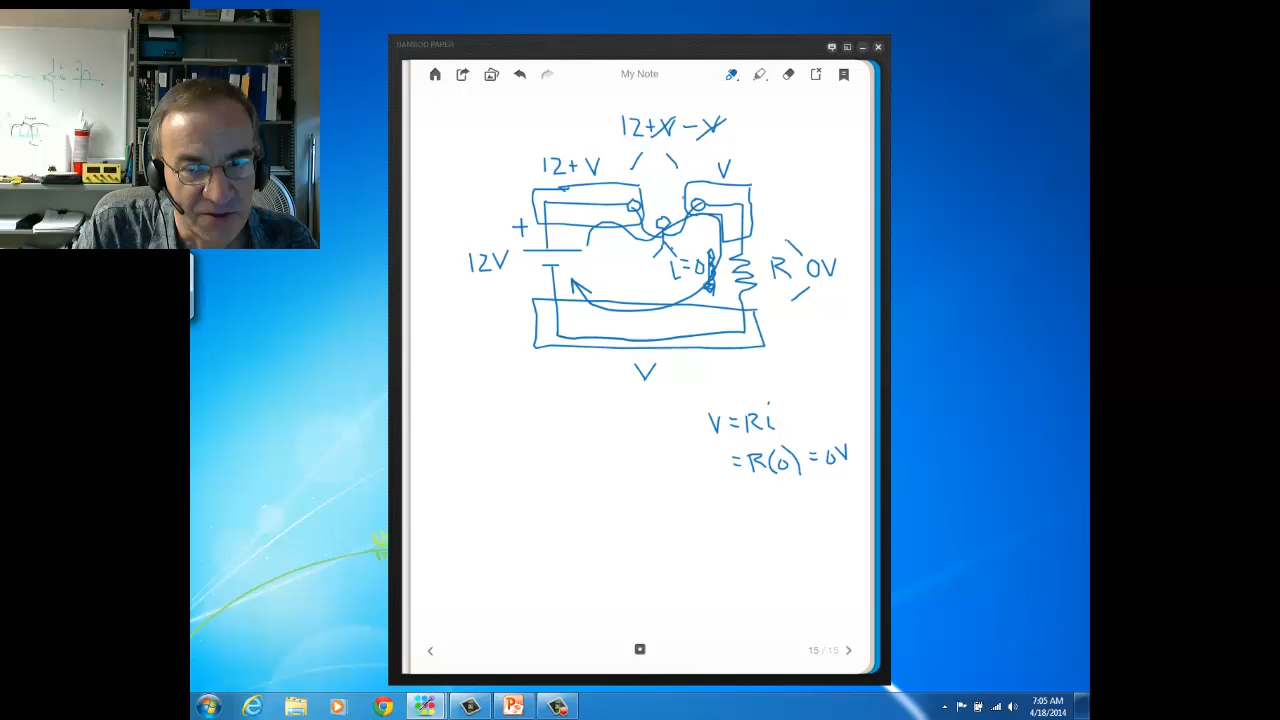 BAMBOO PAPER
My Note
12+V-V
12+V
V
+
12V
i=0
R
0V
V
V=Ri
=R(0)=0V
15 / 15
7:05 AM
4/18/2014